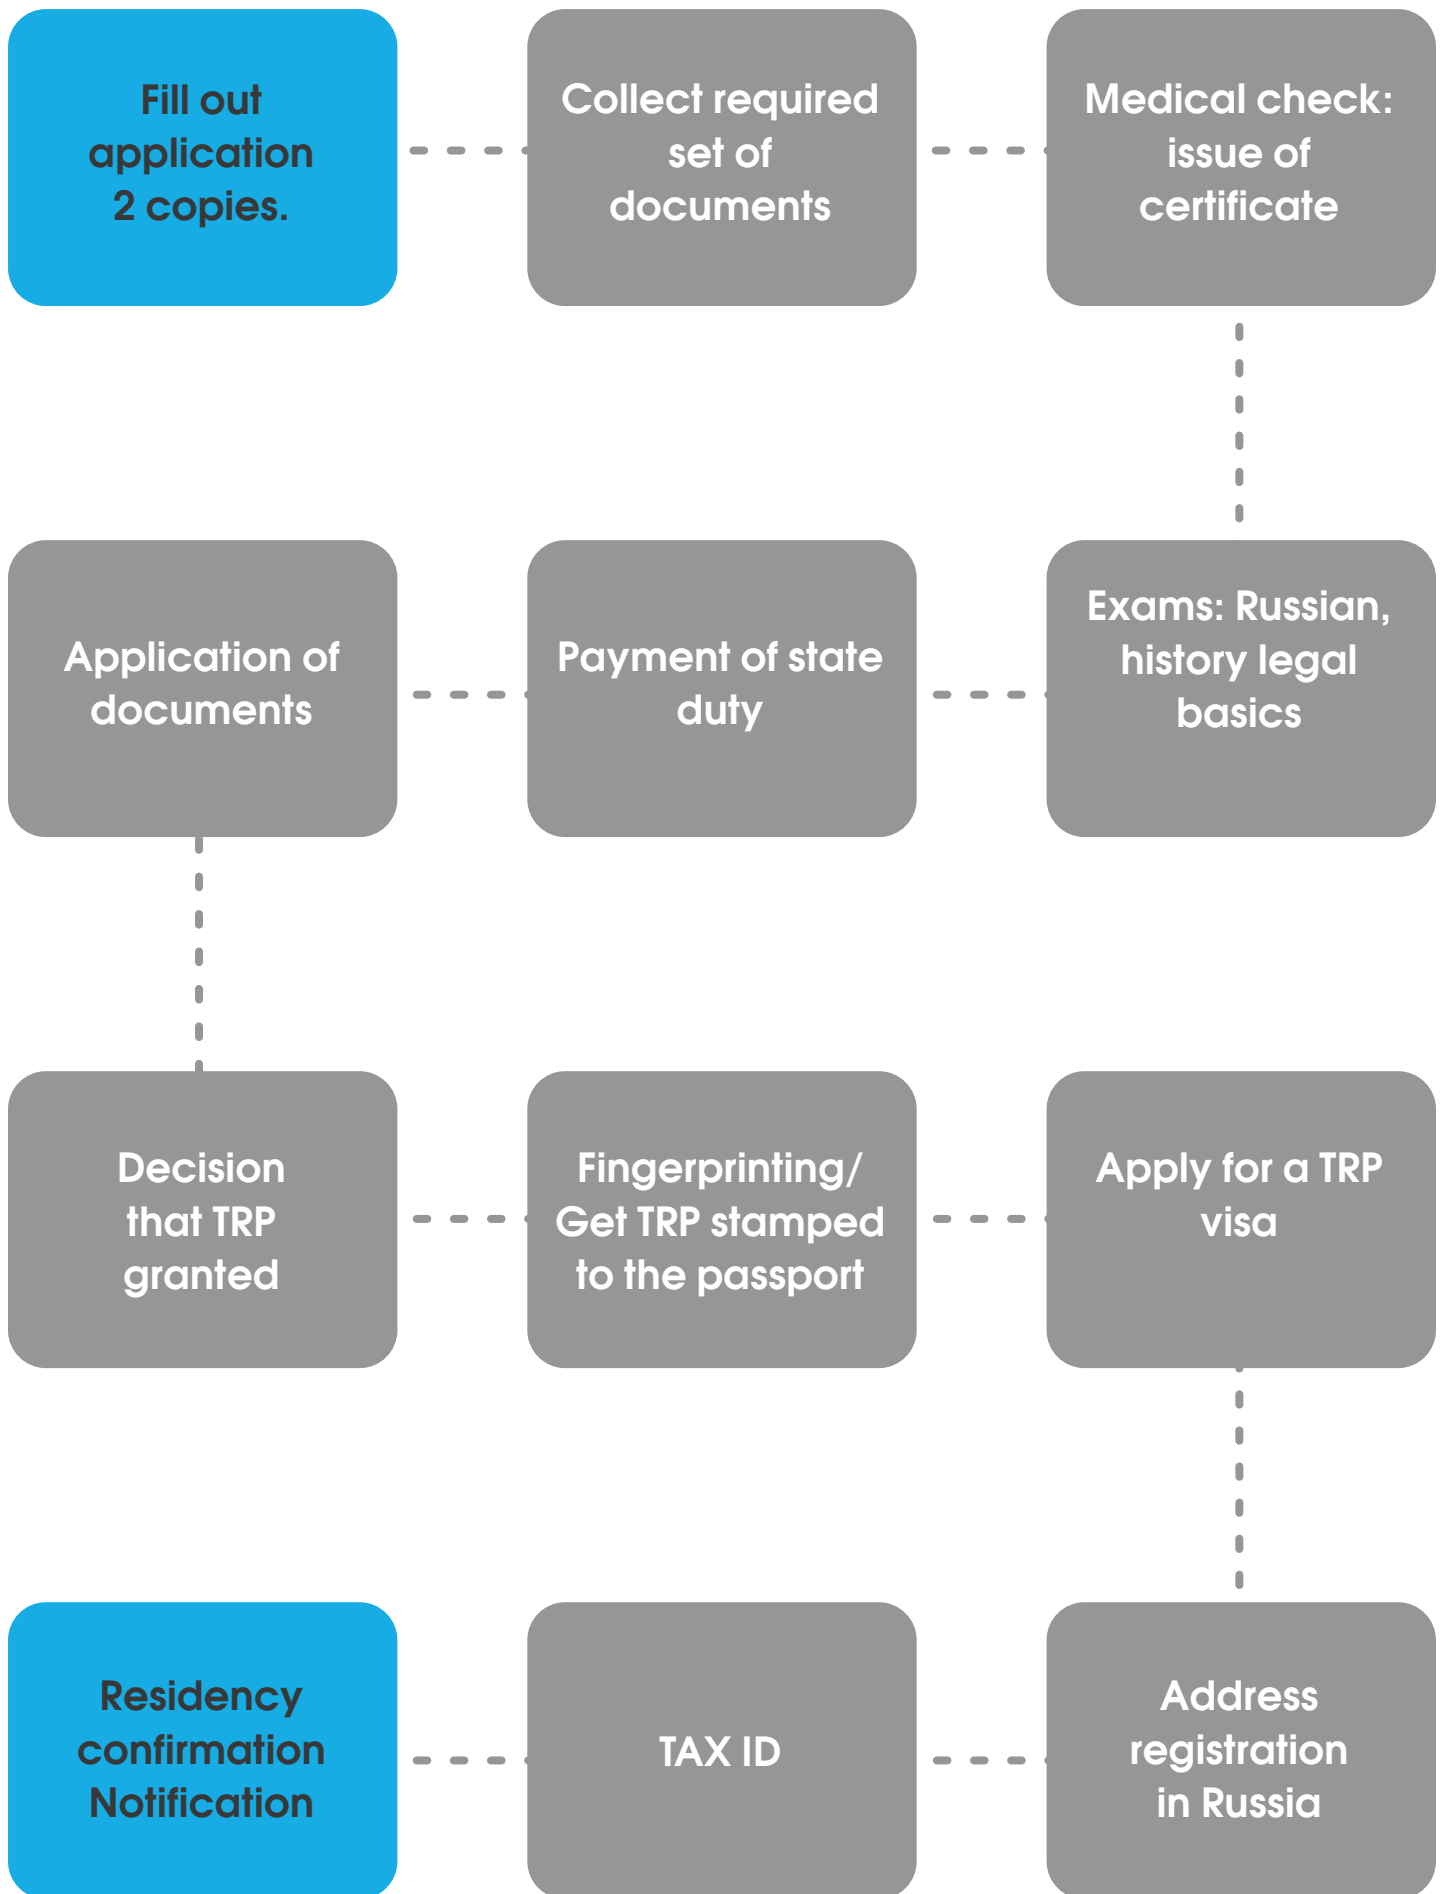 Fill out
application
2 copies.
Collect required
set of
documents
Medical check:
issue of
certificate
Exams: Russian,
history legal
basics
Payment of state
duty
Application of
documents
Decision
that TRP
granted
Fingerprinting/
Get TRP stamped
to the passport
Apply for a TRP
visa
Address
registration
in Russia
TAX ID
Residency
confirmation
Notification